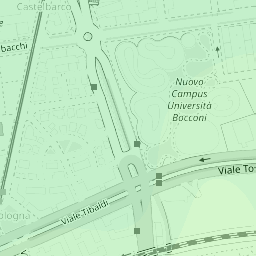 Castelbarco
bacchi
Nuovo
Campus
Università
Bocconi
Viale To
Viale Tibaldi
ologna